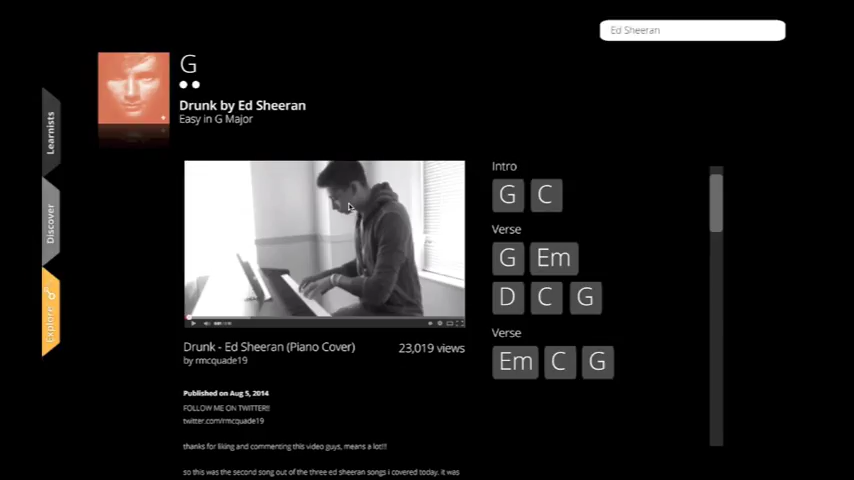 Ed Sheeran
G
Drunk by Ed Sheeran
Easy in G Major
Learnists
Discover
Explore
Drunk - Ed Sheeran (Piano Cover)
23,019 views
by rmcquade19
Published on Aug 5, 2014
FOLLOW ME ON TWITTER!!
twitter.com/rmcquade19
thanks for liking and commenting this video guys, means a lot!!!
so this was the second song out of the three ed sheeran songs i covered today. it was
Intro
G C
Verse
G Em
D C G
Verse
Em C G